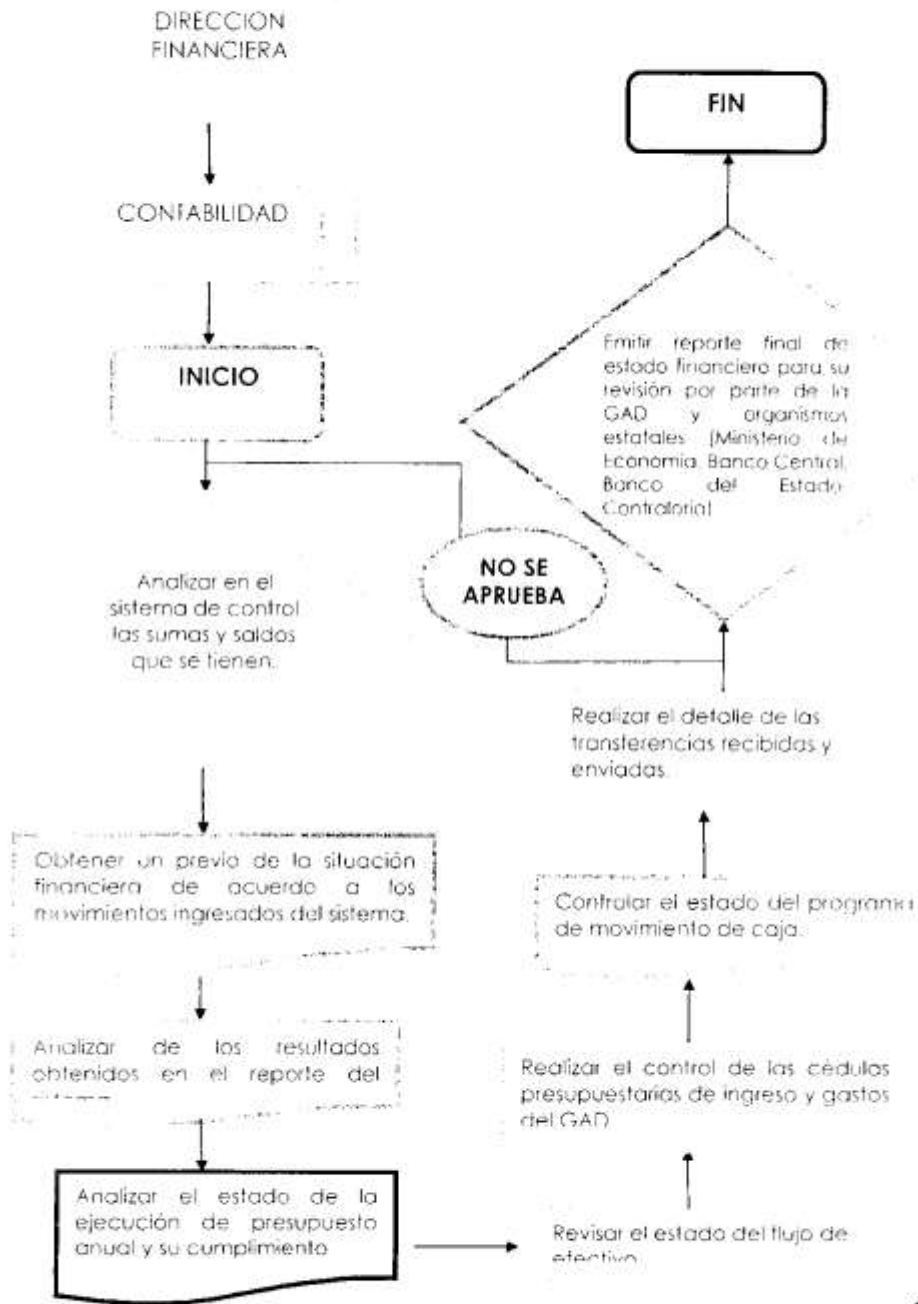 DIRECCION
FINANCIERA
CONTABILIDAD
INICIO
Analizar en el
sistema de control
las sumas y saldos
que se tienen.
Obtener un previo de la situación
financiera de acuerdo a los
movimientos ingresados del sistema.
Analizar de los resultados
obtenidos en el reporte del
Analizar el estado de la
ejecución de presupuesto
anual y su cumplimiento
Revisar el estado del flujo de
efectivo
Realizar el control de las cédulas
presupuestarias de ingreso y gastos
del GAD
Controlar el estado del programa
de movimiento de caja.
Realizar el detalle de las
transferencias recibidas y
enviadas.
NO SE
APRUEBA
Emitir reporte final de
estado financiero para su
revisión por parte de la
GAD y organismos
estatales (Ministerio de
Economía, Banco Central,
Banco del Estado
Contraloria)
FIN